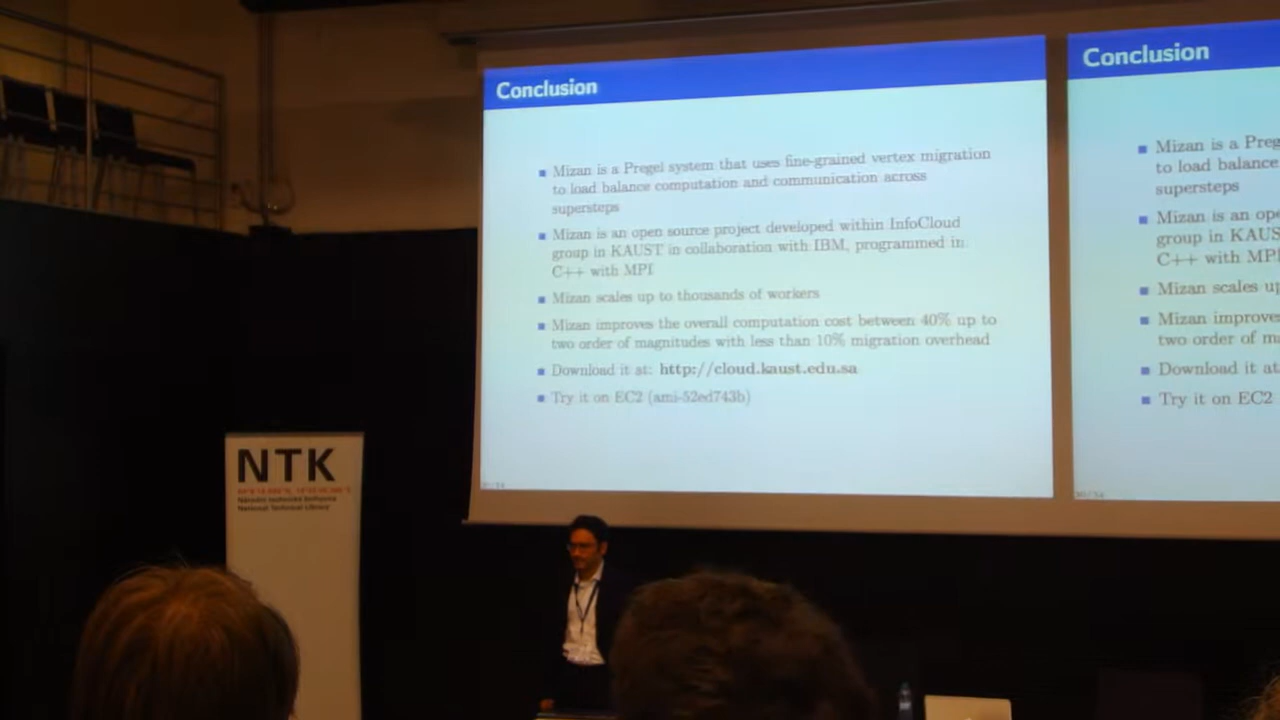 Conclusion
Mizan is a Pregel system that uses fine-grained vertex migration
to load balance computation and communication across
supersteps
Mizan is an open source project developed within InfoCloud
group in KAUST in collaboration with IBM, programmed in
C++ with MPI
Mizan scales up to thousands of workers
Mizan improves the overall computation cost between 40% up to
two order of magnitudes with less than 10% migration overhead
Download it at: http://cloud.kaust.edu.sa
Try it on EC2 (ami-52ed743b)
Conclusion
Mizan is a Preg
to load balance
supersteps
Mizan is an ope
group in KAUS
C++ with MPI
Mizan scales up
Mizan improves
two order of ma
Download it at
Try it on EC2
NTK
Národní technická knihovna
National Technical Library